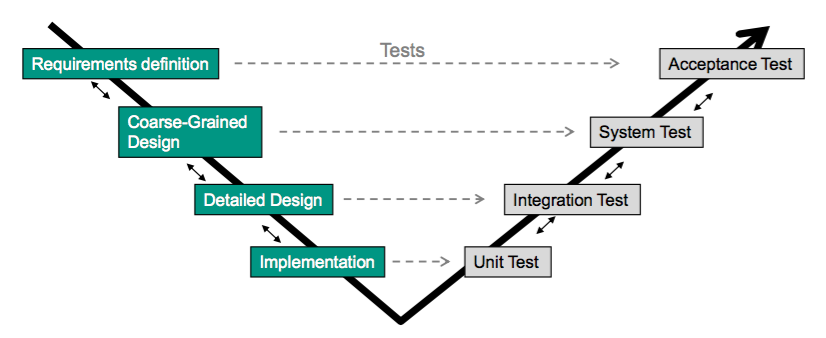 Tests
Requirements definition
Acceptance Test
Coarse-Grained
Design
System Test
Detailed Design
Integration Test
Implementation
Unit Test